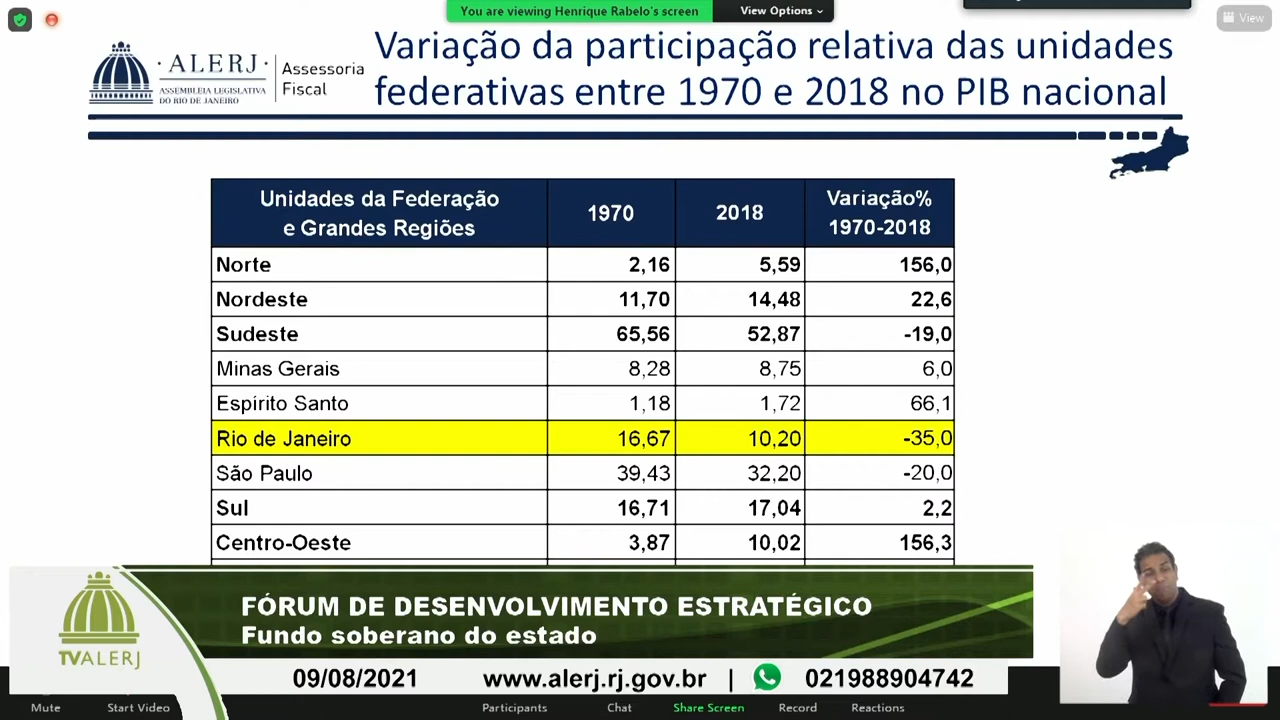 You are viewing Henrique Rabelo's screen
View Options
View
ALERJ
ASSEMBLEIA LEGISLATIVA
DO RIO DE JANEIRO
Assessoria
Fiscal
Variação da participação relativa das unidades
federativas entre 1970 e 2018 no PIB nacional
Unidades da Federação
e Grandes Regiões
1970
2018
Variação%
1970-2018
Norte 2,16 5,59 156,0
Nordeste 11,70 14,48 22,6
Sudeste 65,56 52,87 -19,0
Minas Gerais 8,28 8,75 6,0
Espírito Santo 1,18 1,72 66,1
Rio de Janeiro 16,67 10,20 -35,0
São Paulo 39,43 32,20 -20,0
Sul 16,71 17,04 2,2
Centro-Oeste 3,87 10,02 156,3
TVALERJ
FÓRUM DE DESENVOLVIMENTO ESTRATÉGICO
Fundo soberano do estado
09/08/2021 www.alerj.rj.gov.br | 021988904742
Mute Start Video Participants Chat Share Screen Record Reactions